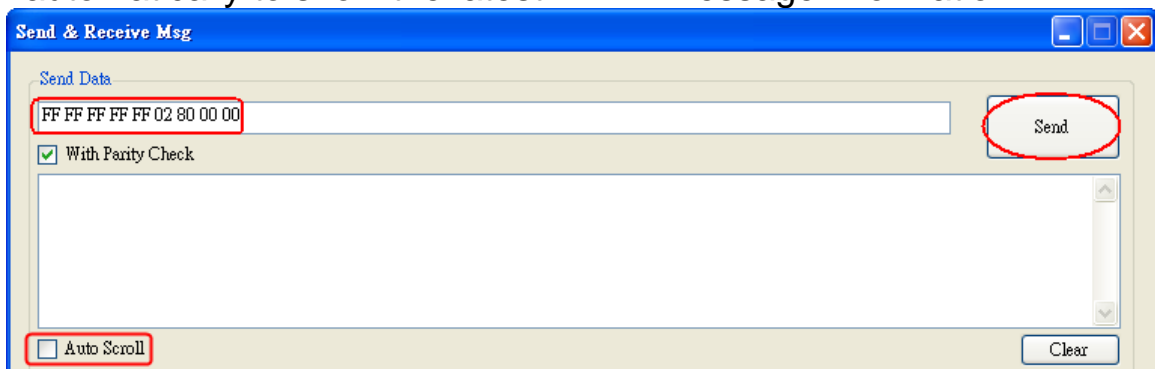 Send & Receive Msg
Send Data
FF FF FF FF FF 02 80 00 00
Send
With Parity Check
Auto Scroll
Clear